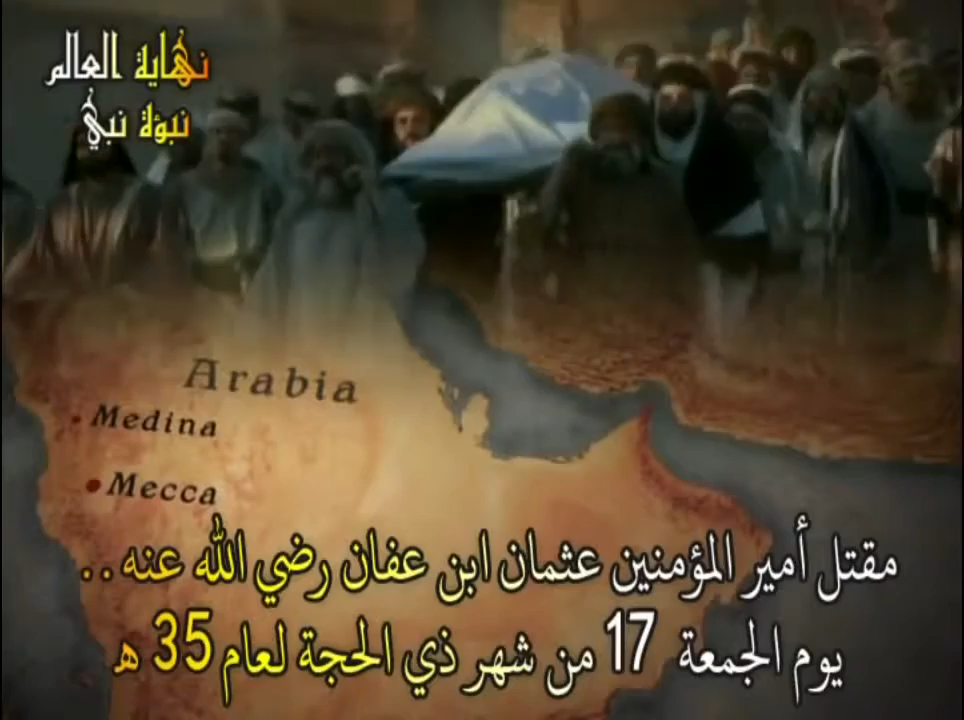 نهاية العالم
نبوءة نبي
Arabia
Medina
Mecca
مقتل أمير المؤمنين عثمان ابن عفان رضي الله عنه ..
يوم الجمعة 17 من شهر ذي الحجة لعام 35 هـ